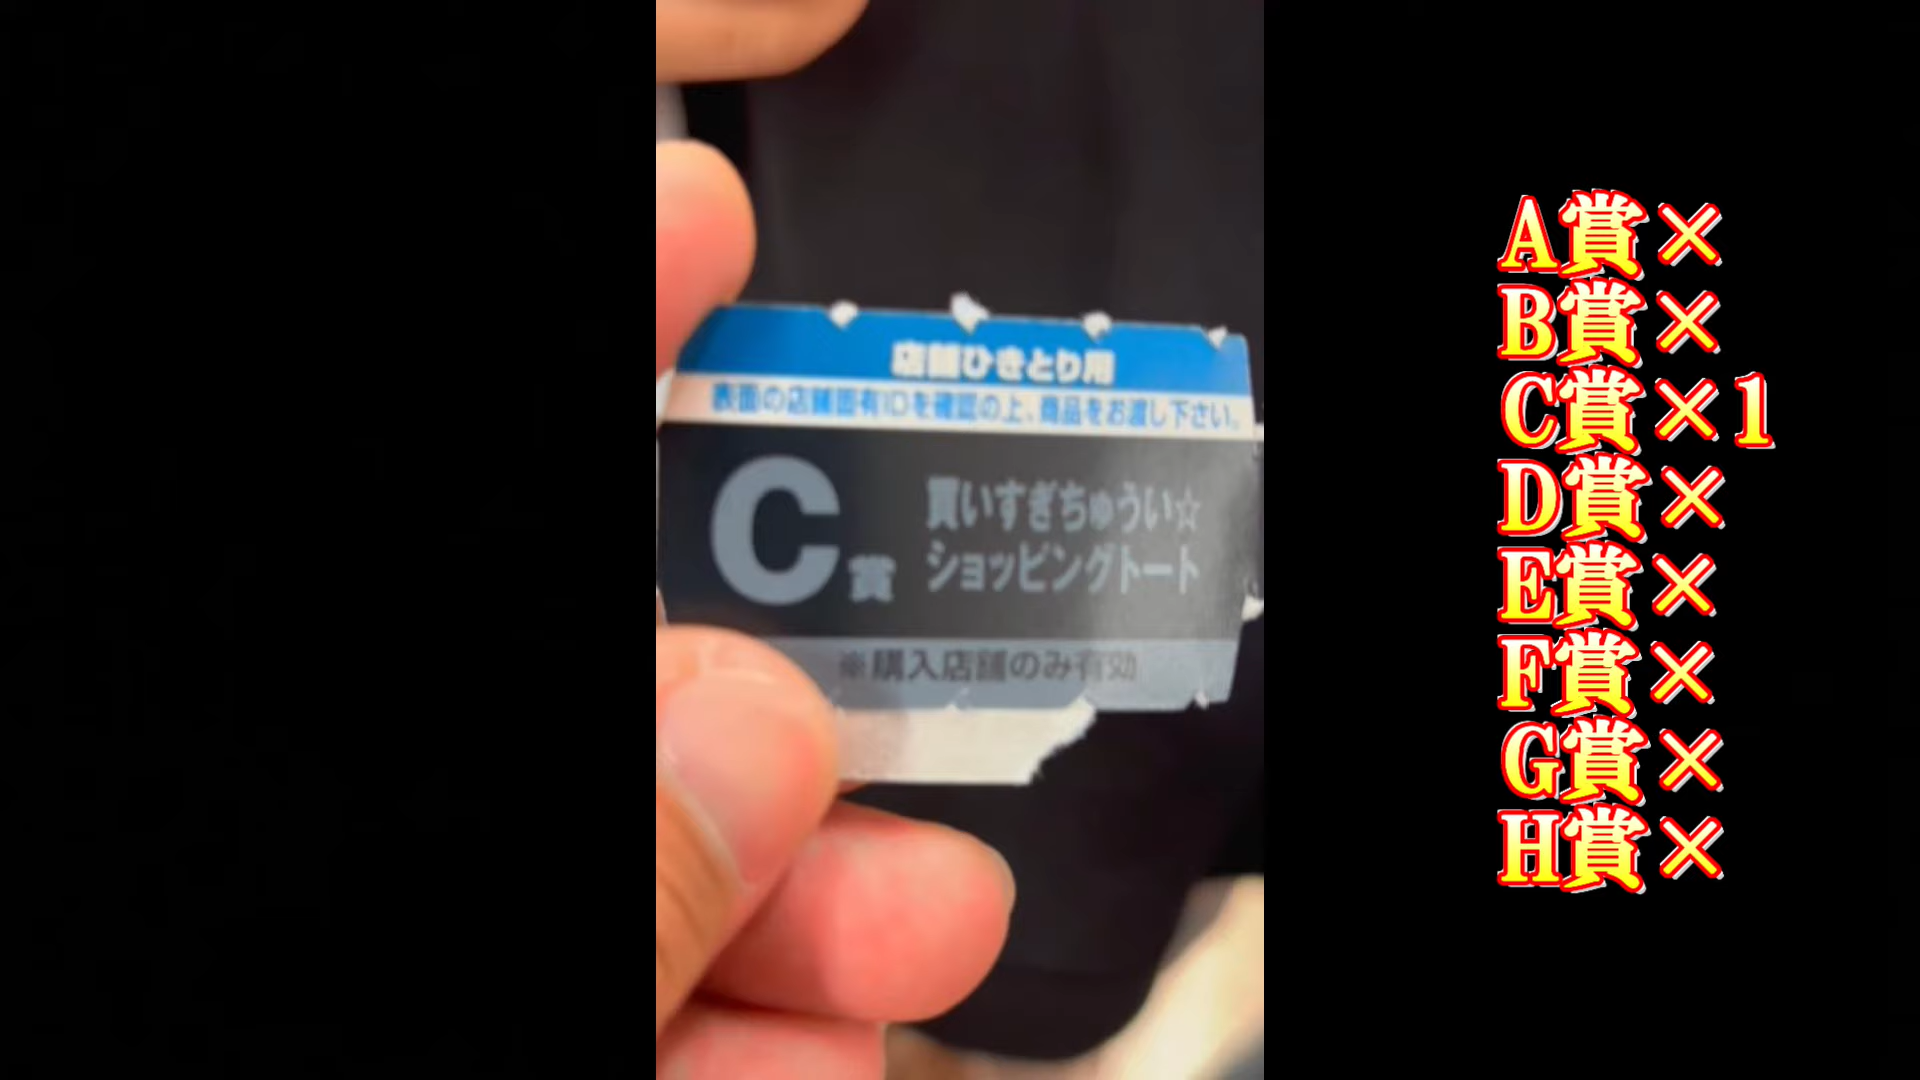 店舗ひきとり用
表面の店舗固有IDを確認の上、商品をお渡し下さい。
C賞
買いすぎちゅうい☆
ショッピングトート
※購入店舗のみ有効
A賞×
B賞×
C賞×1
D賞×
E賞×
F賞×
G賞×
H賞×